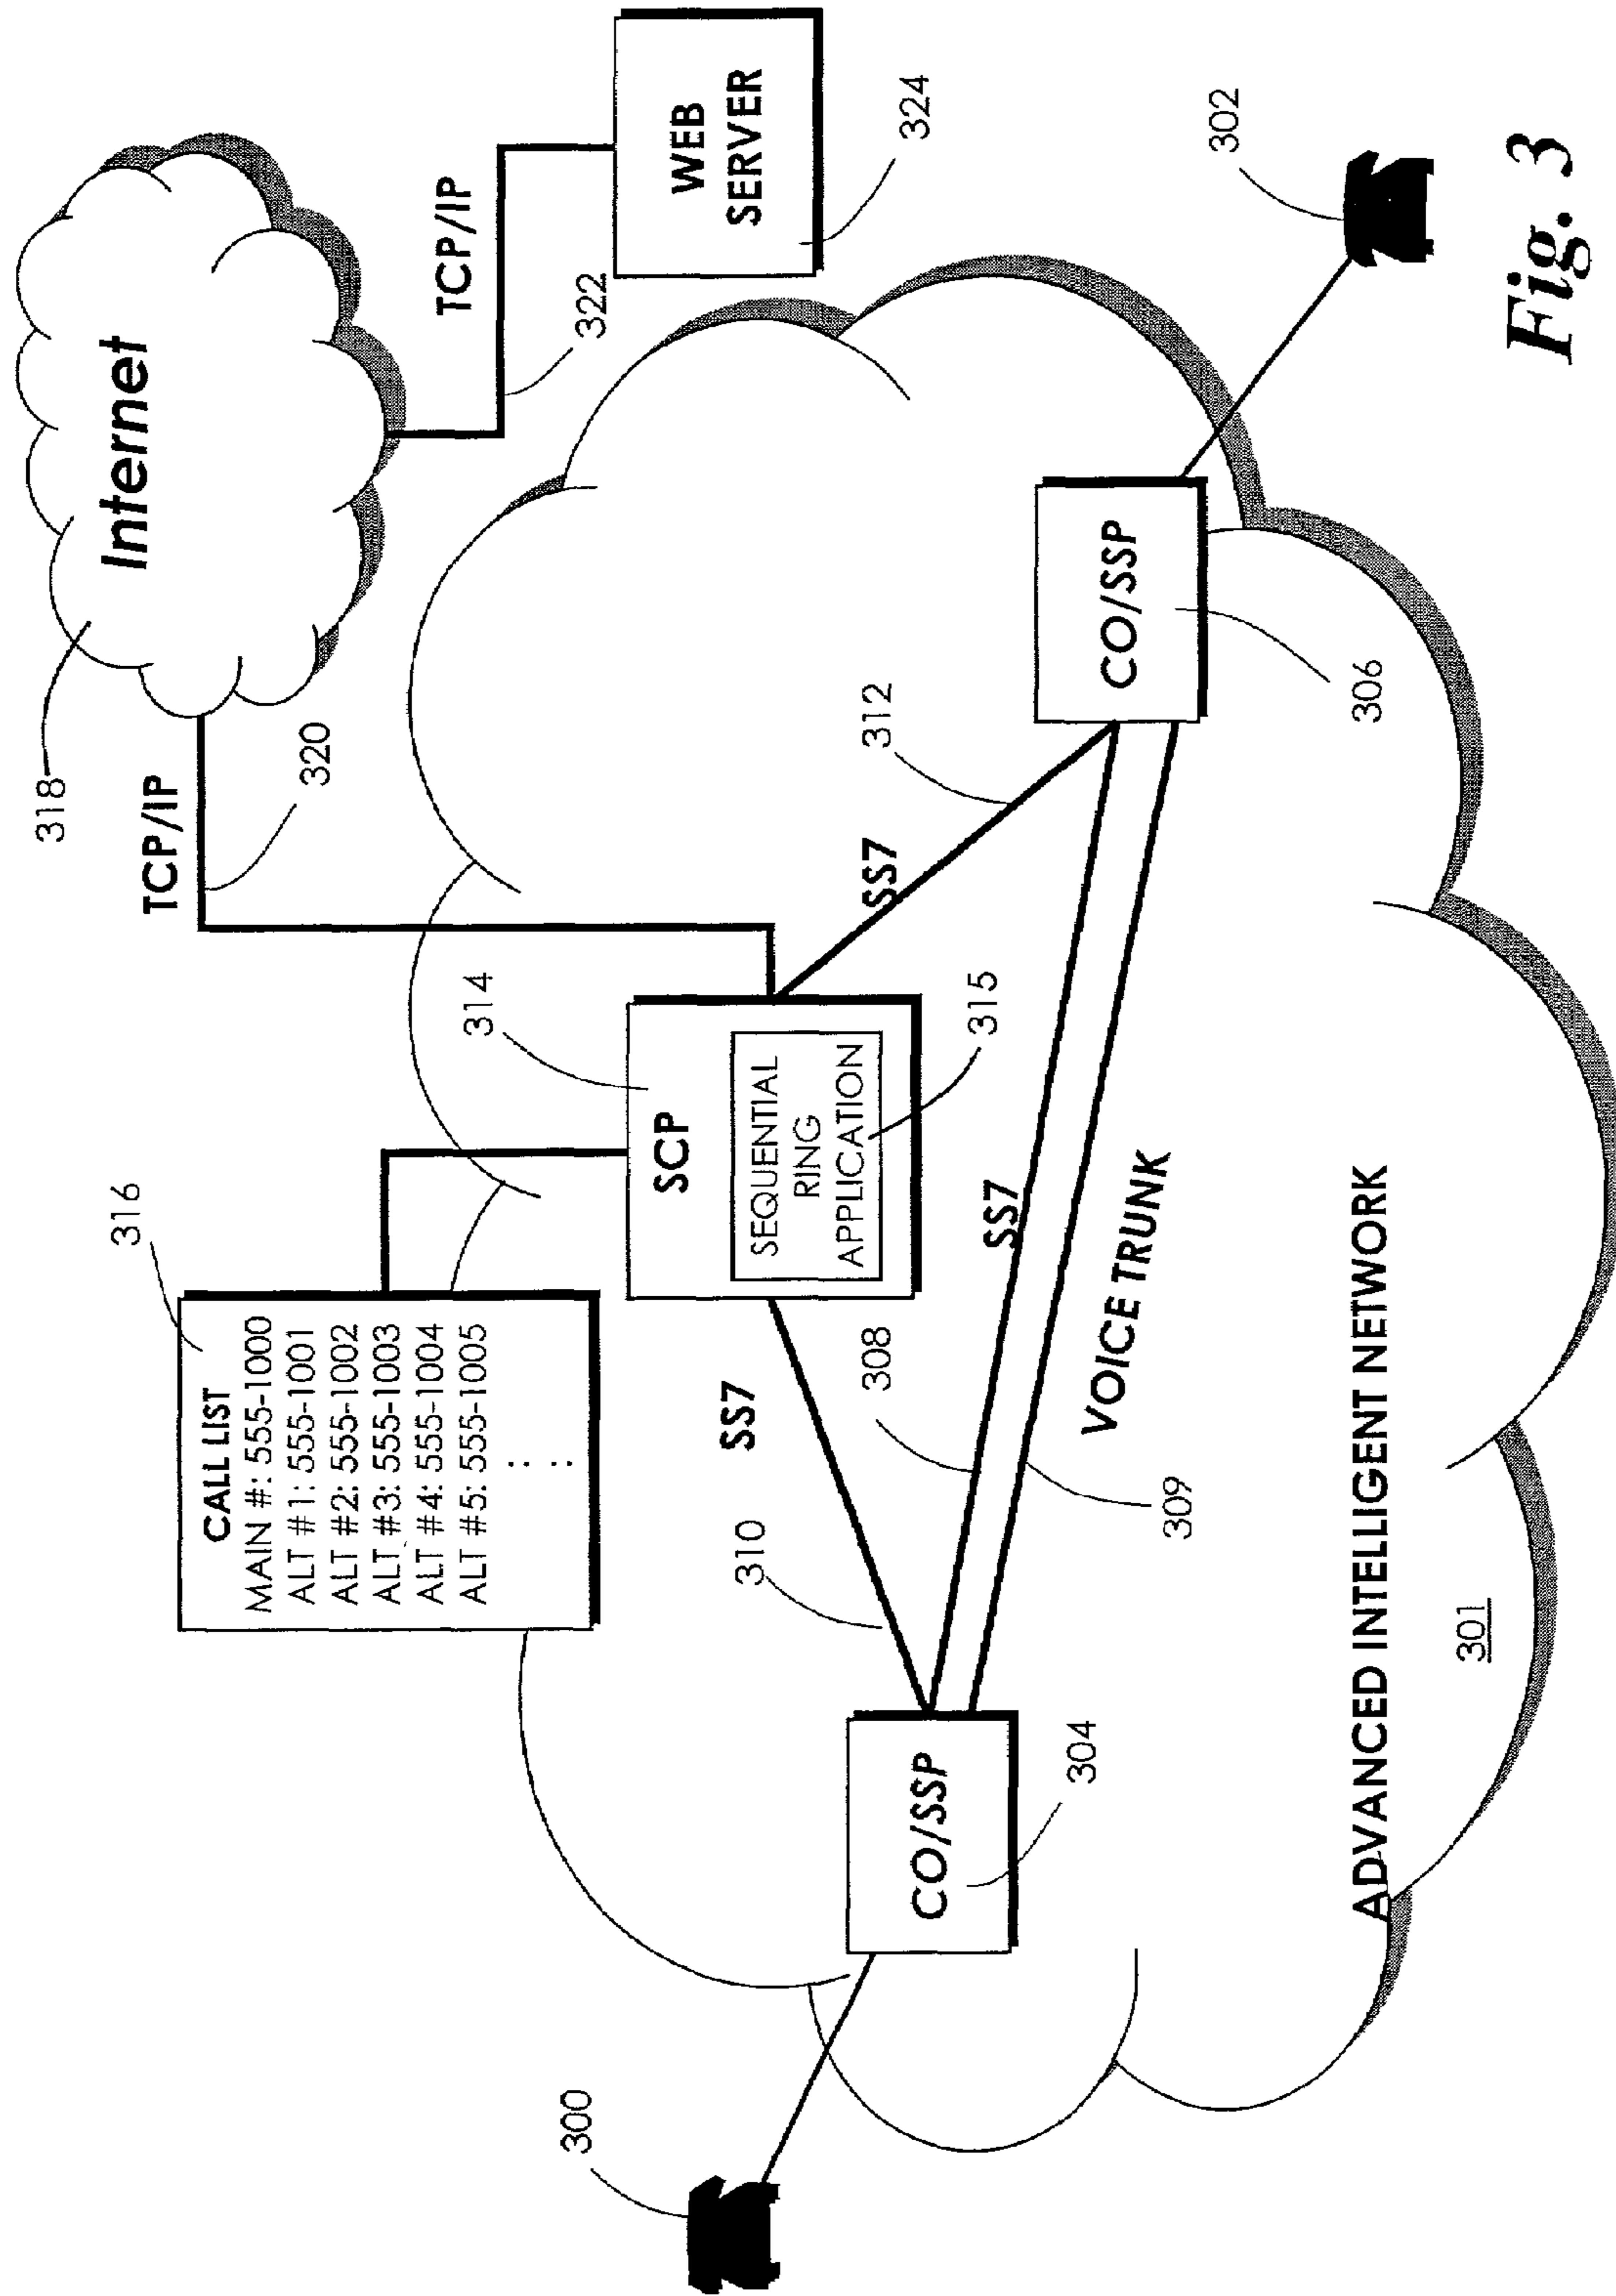 318
Internet
TCP/IP
320
TCP/IP
322
WEB
SERVER
324
316
CALL LIST
MAIN #: 555-1000
ALT #1: 555-1001
ALT #2: 555-1002
ALT #3: 555-1003
ALT #4: 555-1004
ALT #5: 555-1005
:
:
314
SCP
SEQUENTIAL
RING
APPLICATION
315
SS7
310
SS7
312
300
CO/SSP
304
308
SS7
309
VOICE TRUNK
CO/SSP
306
302
ADVANCED INTELLIGENT NETWORK
301
Fig. 3